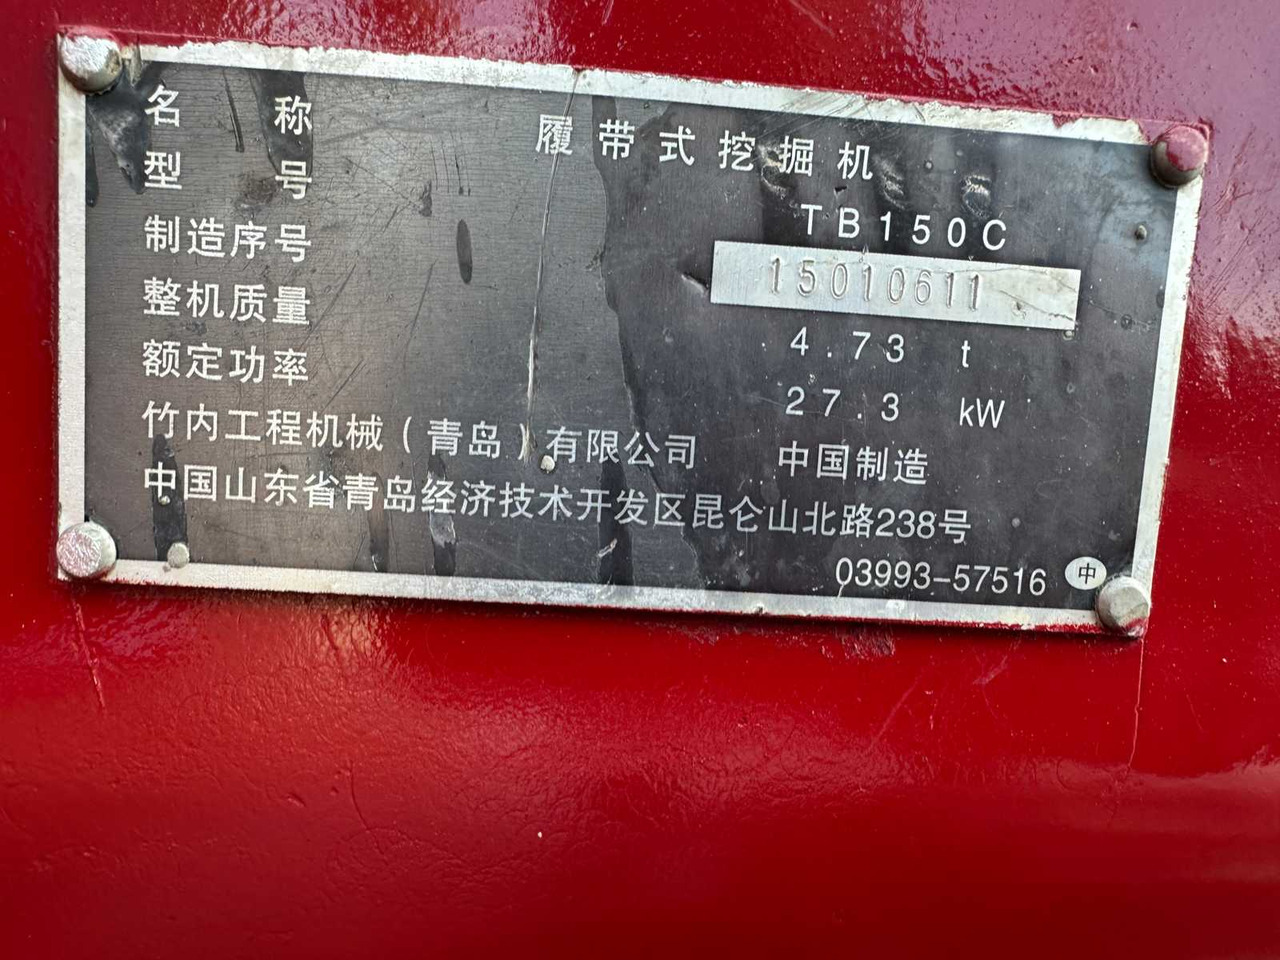 名 称 履带式挖掘机
型 号 TB150C
制造序号 15010611
整机质量 4.73 t
额定功率 27.3 kW
竹内工程机械（青岛）有限公司 中国制造
中国山东省青岛经济技术开发区昆仑山北路238号
03993-57516 中